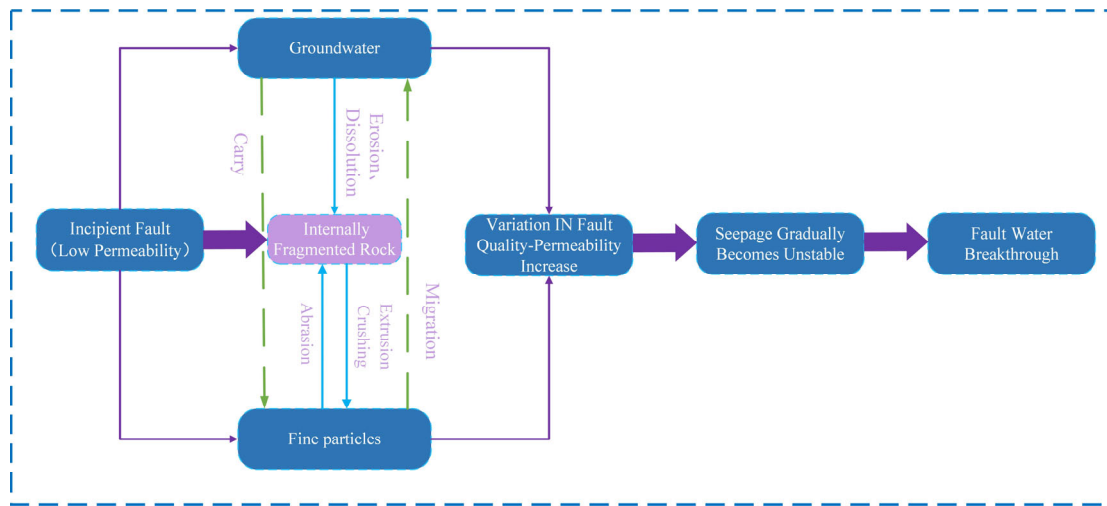 Groundwater
Carry
Erosion、
Dissolution
Incipient Fault
（Low Permeability）
Internally
Fragmented Rock
Variation IN Fault
Quality-Permeability
Increase
Seepage Gradually
Becomes Unstable
Fault Water
Breakthrough
Abrasion
Extrusion
Crushing
Migration
Fine particles